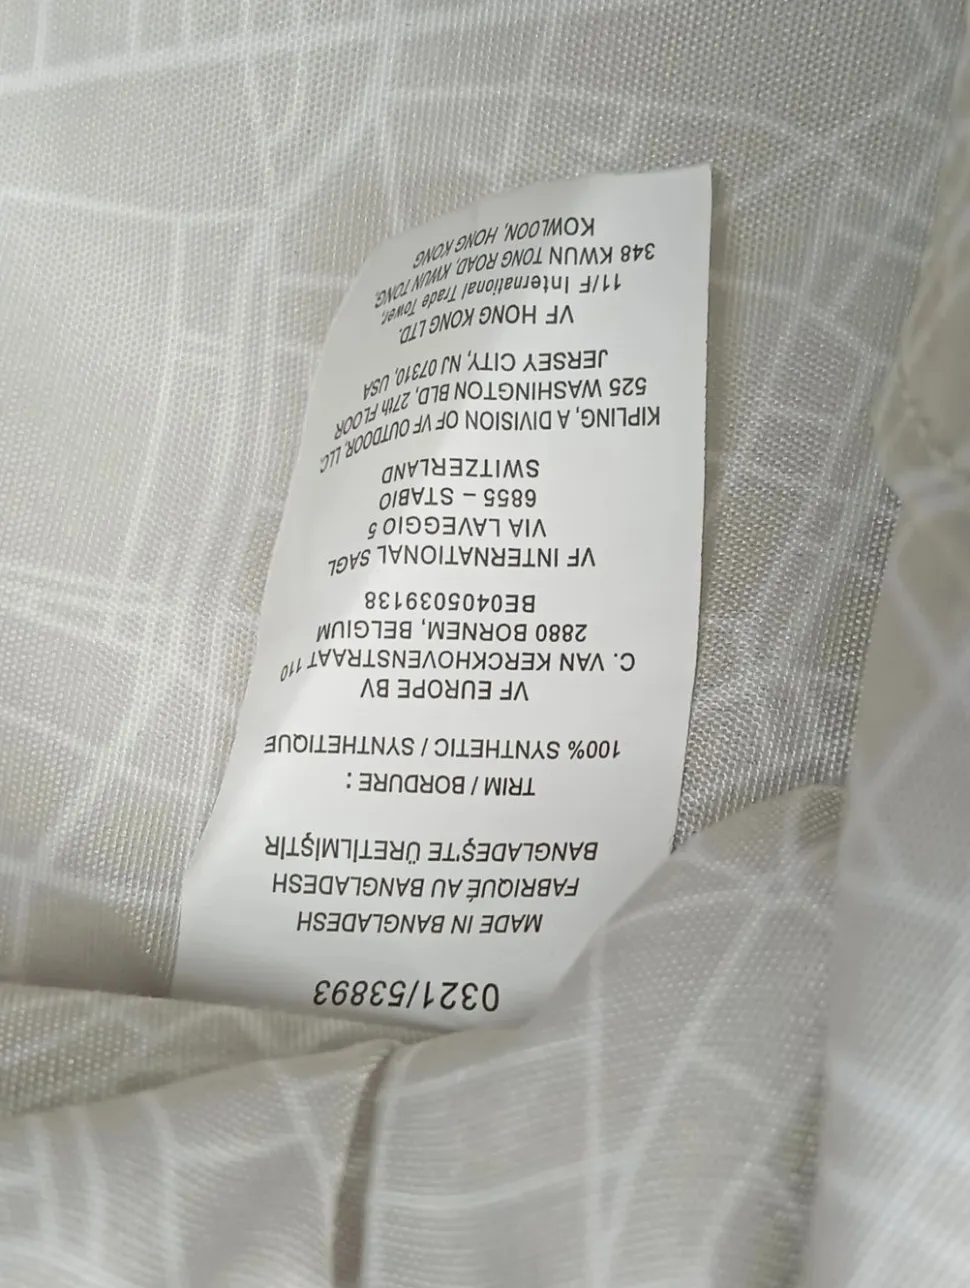 0321/53893
MADE IN BANGLADESH
FABRIQUÉ AU BANGLADESH
BANGLADEŞ'TE ÜRETİLMİŞTİR
TRIM / BORDURE :
100% SYNTHETIC / SYNTHETIQUE
VF EUROPE BV
C. VAN KERCKHOVENSTRAAT 110
2880 BORNEM, BELGIUM
BE0405039138
VF INTERNATIONAL SAGL
VIA LAVEGGIO 5
6855 – STABIO
SWITZERLAND
KIPLING, A DIVISION OF VF OUTDOOR, LLC.
525 WASHINGTON BLD, 27th FLOOR
JERSEY CITY, NJ 07310, USA
VF HONG KONG LTD.
11/F International Trade Tower,
348 KWUN TONG ROAD, KWUN TONG,
KOWLOON, HONG KONG